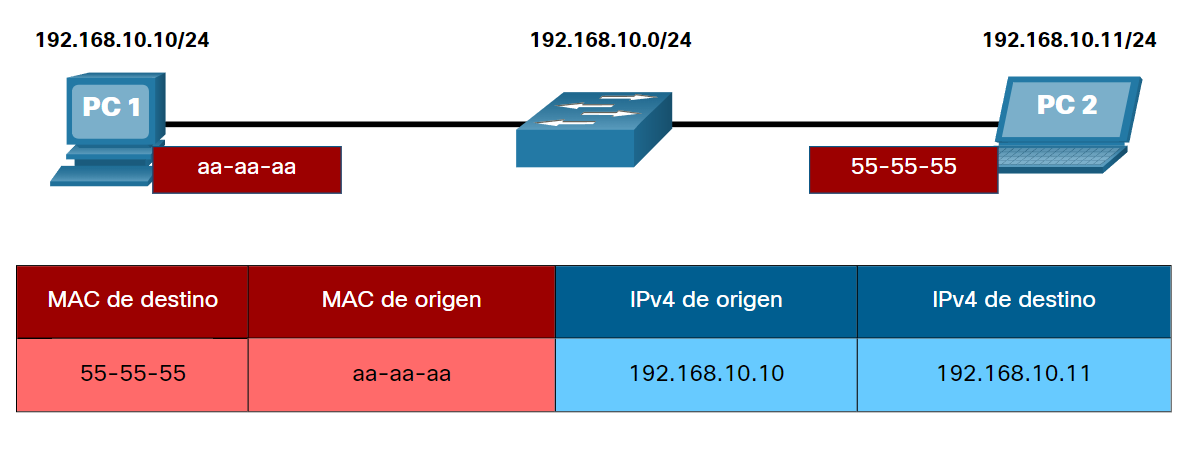 192.168.10.10/24 192.168.10.0/24 192.168.10.11/24
PC 1 PC 2
aa-aa-aa 55-55-55
MAC de destino MAC de origen IPv4 de origen IPv4 de destino
55-55-55 aa-aa-aa 192.168.10.10 192.168.10.11